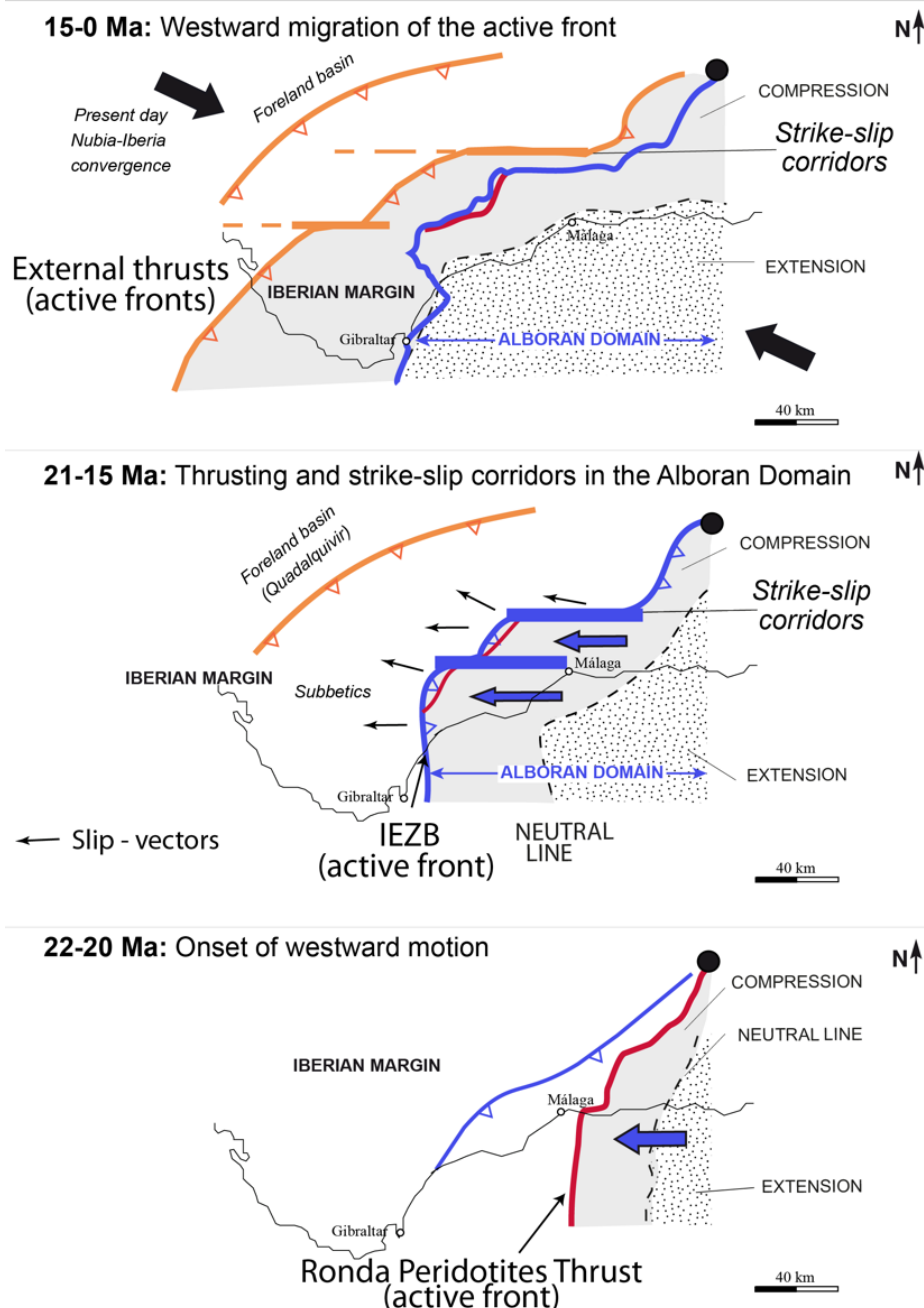 15-0 Ma: Westward migration of the active front
N
Foreland basin
Present day
Nubia-Iberia
convergence
COMPRESSION
Strike-slip
corridors
Málaga
External thrusts
(active fronts)
IBERIAN MARGIN
EXTENSION
Gibraltar
ALBORAN DOMAIN
40 km
21-15 Ma: Thrusting and strike-slip corridors in the Alboran Domain
N
Foreland basin
(Quadalquivir)
COMPRESSION
Strike-slip
corridors
Málaga
IBERIAN MARGIN
Subbetics
ALBORAN DOMAIN
EXTENSION
Gibraltar
Slip - vectors
IEZB
(active front)
NEUTRAL
LINE
40 km
22-20 Ma: Onset of westward motion
N
COMPRESSION
NEUTRAL LINE
IBERIAN MARGIN
Málaga
EXTENSION
Gibraltar
Ronda Peridotites Thrust
(active front)
40 km